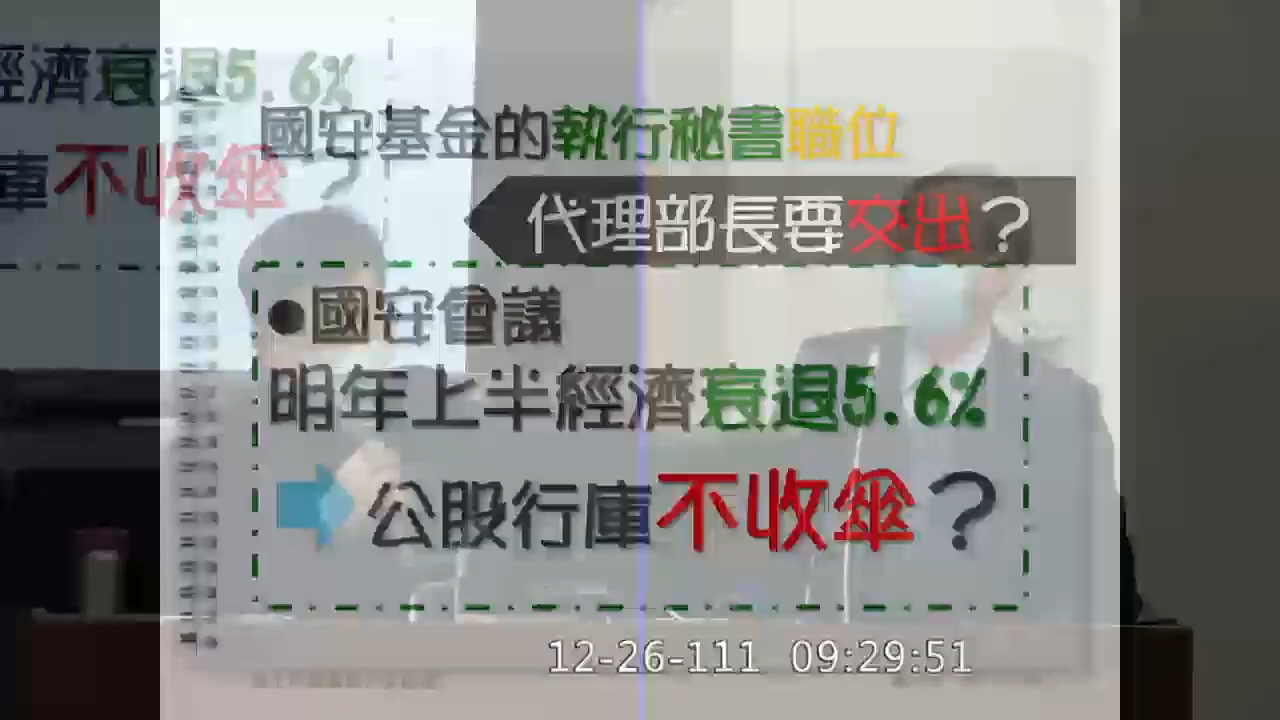 經濟衰退5.6%
庫不收傘?
國安基金的執行秘書職位
代理部長要交出?
●國安會議
明年上半經濟衰退5.6%
公股行庫不收傘?
12-26-111 09:29:51